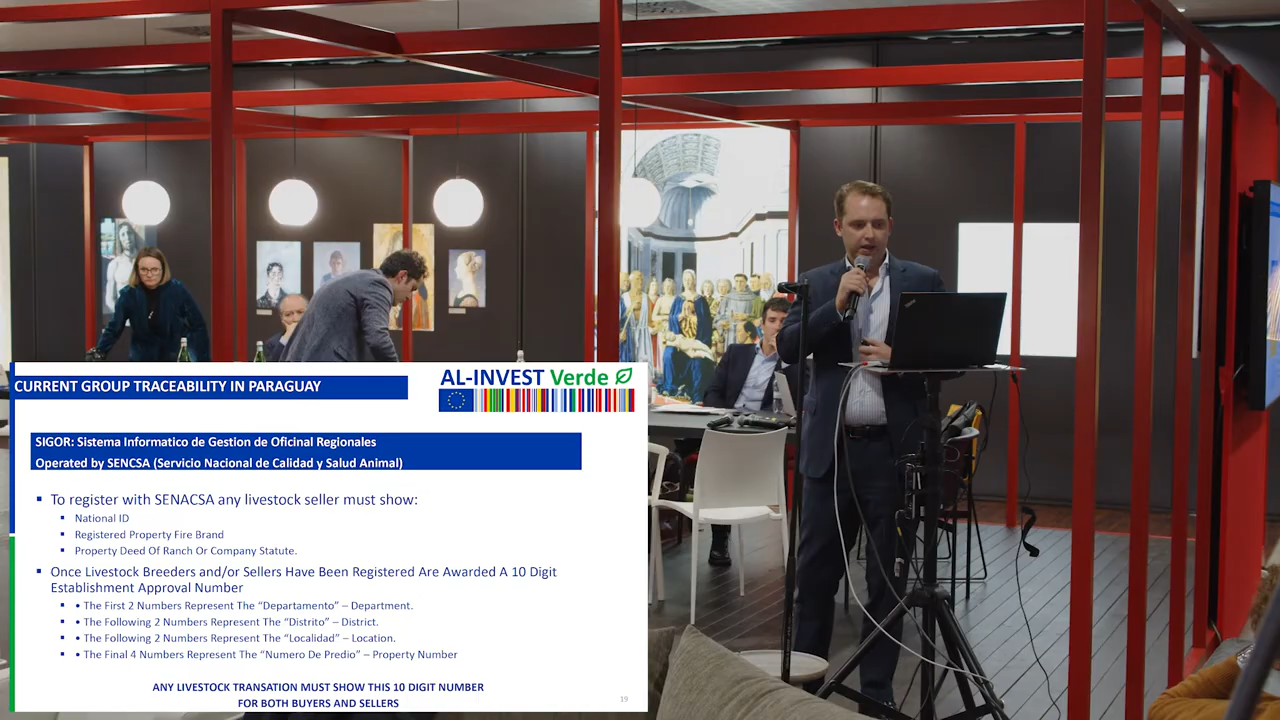 CURRENT GROUP TRACEABILITY IN PARAGUAY
AL-INVEST Verde
SIGOR: Sistema Informatico de Gestion de Oficinal Regionales
Operated by SENCSA (Servicio Nacional de Calidad y Salud Animal)
To register with SENACSA any livestock seller must show:
National ID
Registered Property Fire Brand
Property Deed Of Ranch Or Company Statute.
Once Livestock Breeders and/or Sellers Have Been Registered Are Awarded A 10 Digit
Establishment Approval Number
• The First 2 Numbers Represent The “Departamento” – Department.
• The Following 2 Numbers Represent The “Distrito” – District.
• The Following 2 Numbers Represent The “Localidad” – Location.
• The Final 4 Numbers Represent The “Numero De Predio” – Property Number
ANY LIVESTOCK TRANSATION MUST SHOW THIS 10 DIGIT NUMBER
FOR BOTH BUYERS AND SELLERS
19